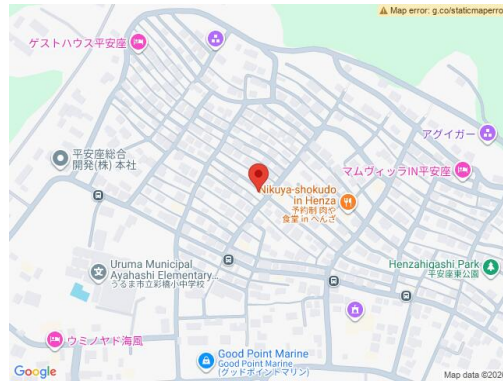 Map error: g.co/staticmaperro
ゲストハウス平安座
アグイガー
平安座総合
開発(株) 本社
マムヴィッラIN平安座
Nikuya-shokudo
in Henza
予約制 肉や
食堂 in へんざ
Henzahigashi Park
平安座東公園
Uruma Municipal
Ayahashi Elementary...
うるま市立彩橋小中学校
ウミノヤド海風
Good Point Marine
Good Point Marine
(グッドポイントマリン)
Google
Map data ©202